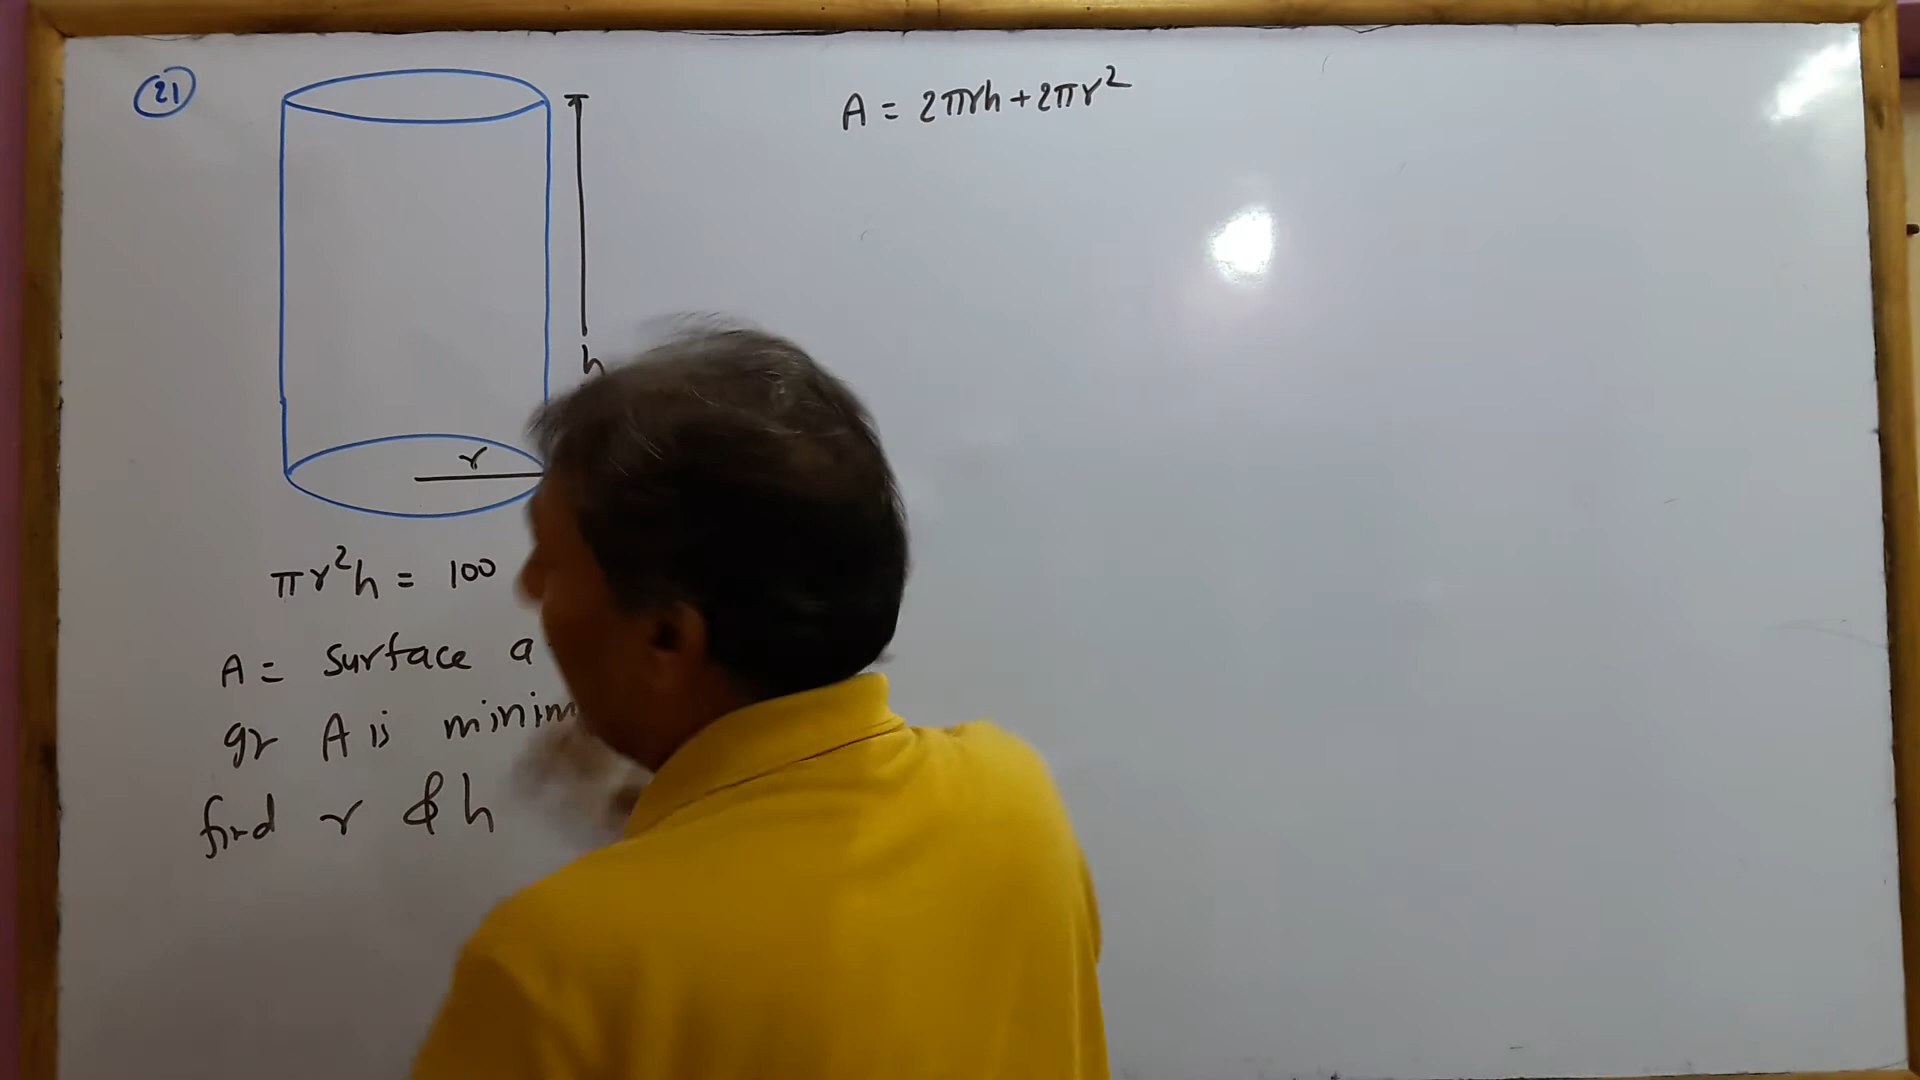 21
A = 2πrh + 2πr²
h
r
πr²h = 100
A = surface a
gr A is minim
find r & h